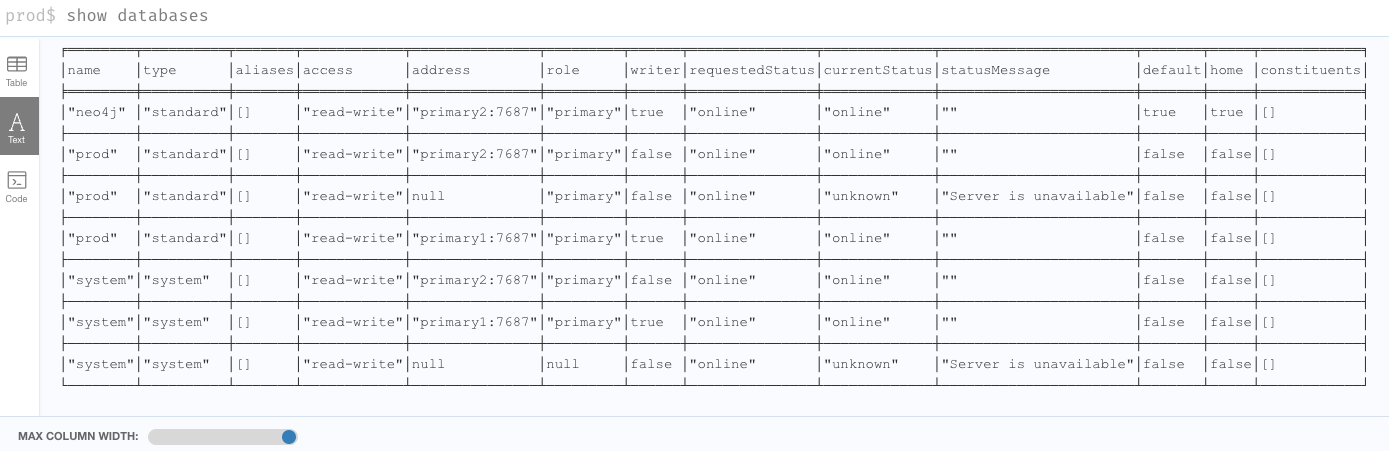 prod$ show databases
Table
Text
Code
name type aliases access address role writer requestedStatus currentStatus statusMessage default home constituents
"neo4j" "standard" [] "read-write" "primary2:7687" "primary" true "online" "online" "" true true []
"prod" "standard" [] "read-write" "primary2:7687" "primary" false "online" "online" "" false false []
"prod" "standard" [] "read-write" null "primary" false "online" "unknown" "Server is unavailable" false false []
"prod" "standard" [] "read-write" "primary1:7687" "primary" true "online" "online" "" false false []
"system" "system" [] "read-write" "primary2:7687" "primary" false "online" "online" "" false false []
"system" "system" [] "read-write" "primary1:7687" "primary" true "online" "online" "" false false []
"system" "system" [] "read-write" null null false "online" "unknown" "Server is unavailable" false false []
MAX COLUMN WIDTH: